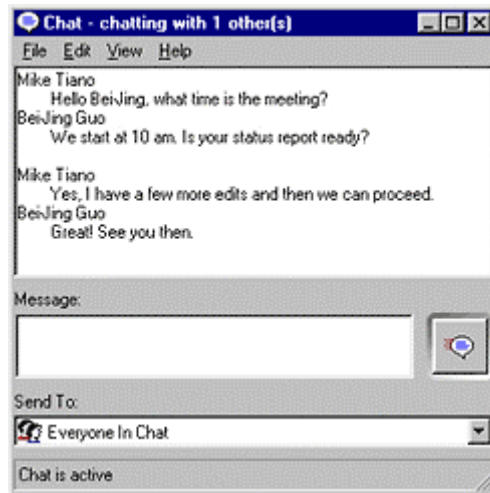 Chat - chatting with 1 other(s)
File Edit View Help
Mike Tiano
Hello BeiJing, what time is the meeting?
BeiJing Guo
We start at 10 am. Is your status report ready?
Mike Tiano
Yes, I have a few more edits and then we can proceed.
BeiJing Guo
Great! See you then.
Message:
Send To:
Everyone In Chat
Chat is active